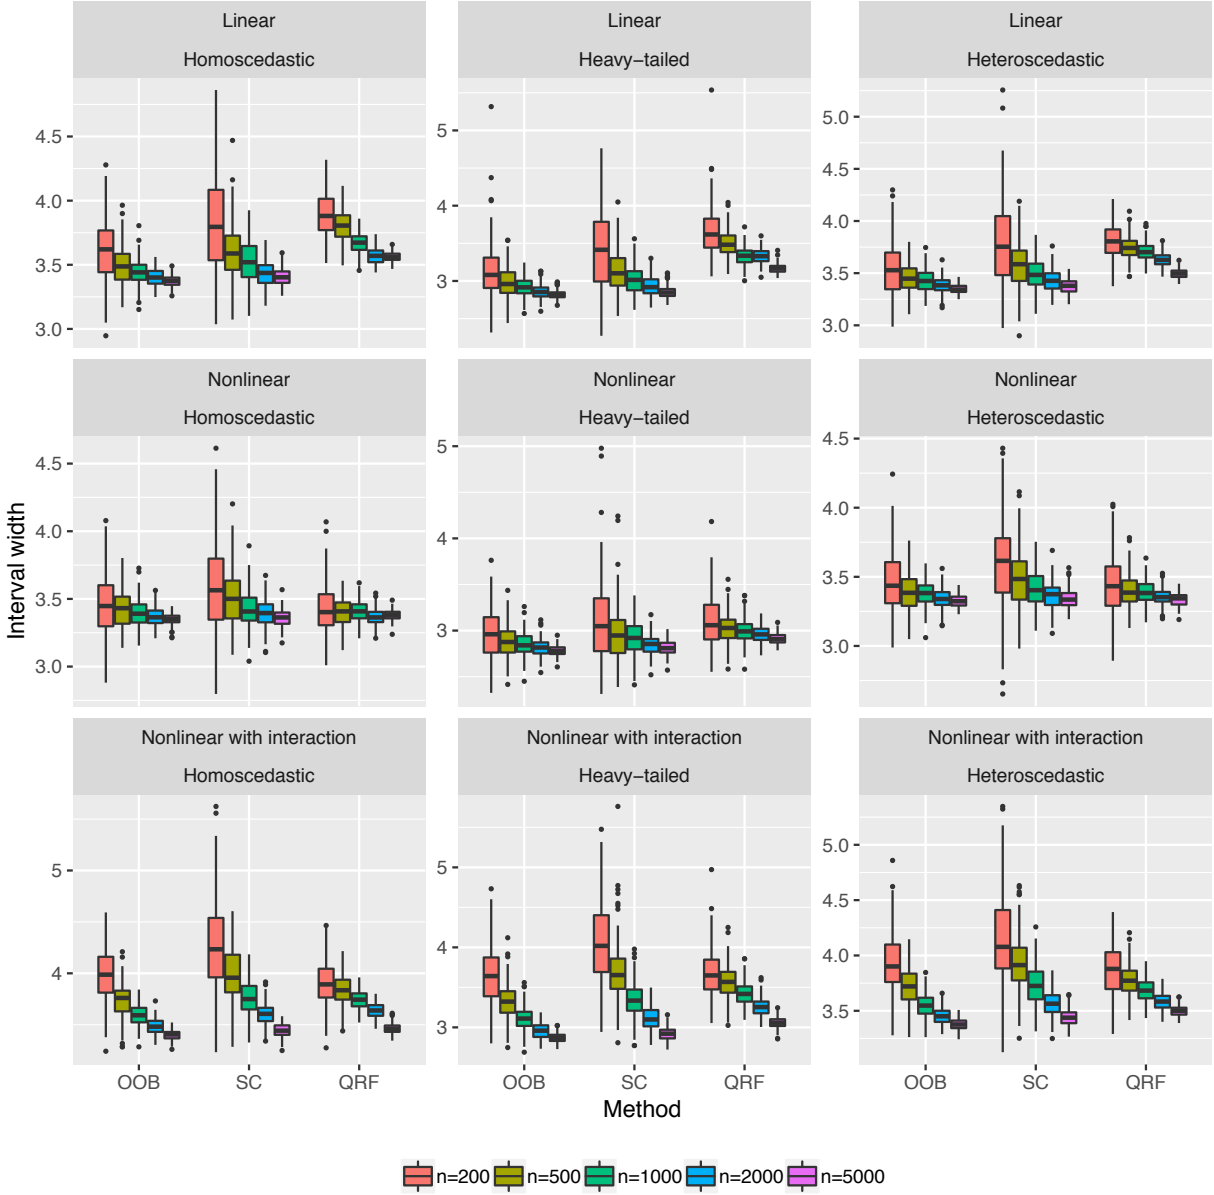 Linear
Homoscedastic
Linear
Heavy−tailed
Linear
Heteroscedastic
4.5
4.0
3.5
3.0
5
4
3
5.0
4.5
4.0
3.5
3.0
Nonlinear
Homoscedastic
Nonlinear
Heavy−tailed
Nonlinear
Heteroscedastic
4.5
4.0
3.5
3.0
5
4
3
4.5
4.0
3.5
3.0
Nonlinear with interaction
Homoscedastic
Nonlinear with interaction
Heavy−tailed
Nonlinear with interaction
Heteroscedastic
5
4
5
4
3
5.0
4.5
4.0
3.5
OOB SC QRF
OOB SC QRF
OOB SC QRF
Interval width
Method
n=200 n=500 n=1000 n=2000 n=5000